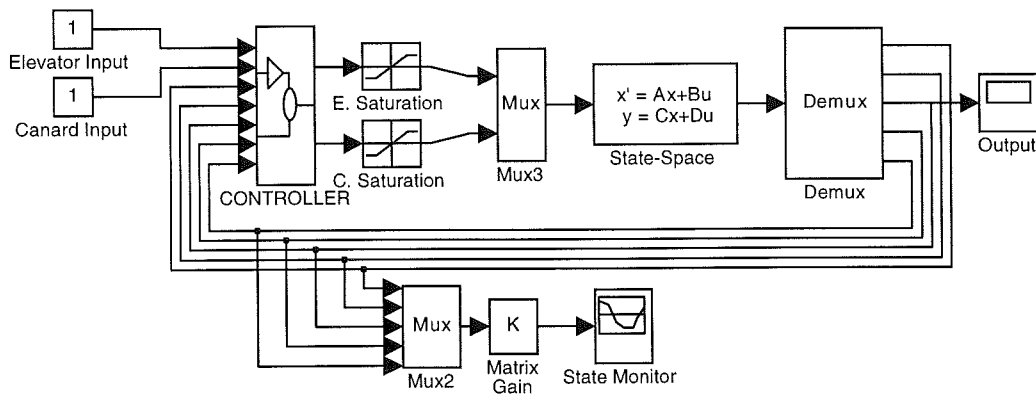 1
Elevator Input
1
Canard Input
CONTROLLER
E. Saturation
C. Saturation
Mux
Mux3
x' = Ax+Bu
y = Cx+Du
State-Space
Demux
Demux
Output
Mux
Mux2
K
Matrix
Gain
State Monitor